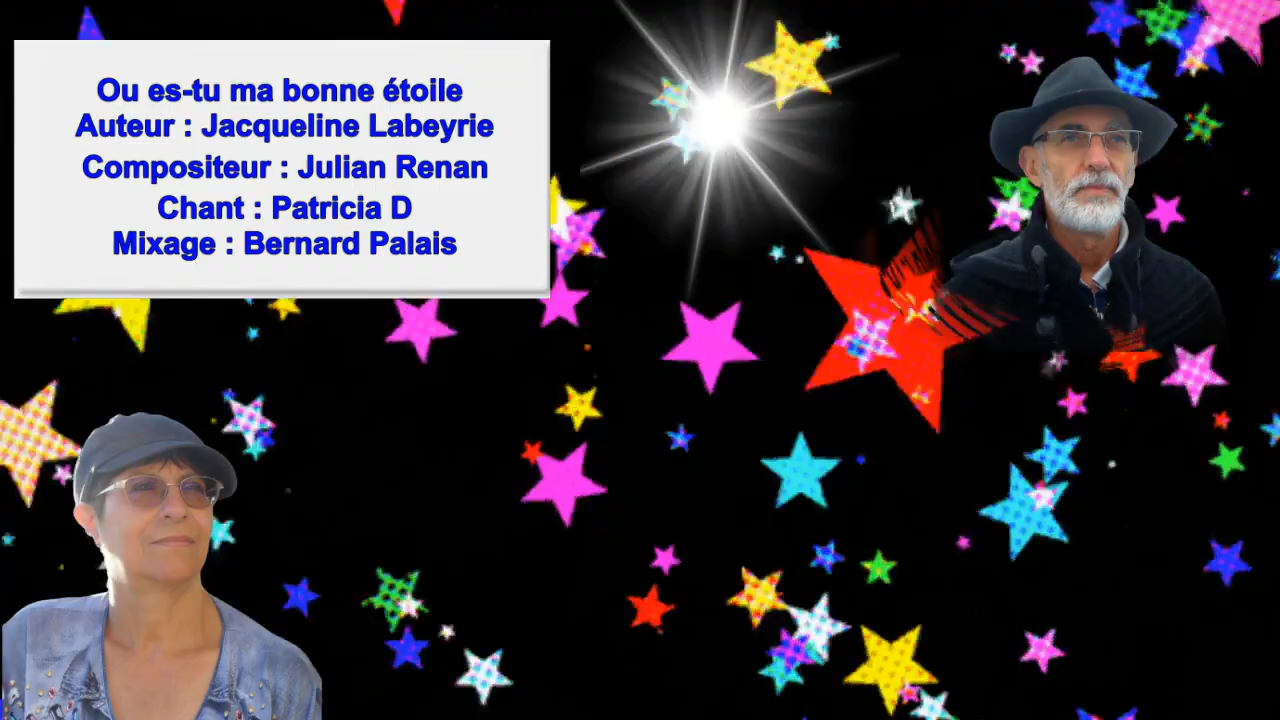 Ou es-tu ma bonne étoile
Auteur : Jacqueline Labeyrie
Compositeur : Julian Renan
Chant : Patricia D
Mixage : Bernard Palais